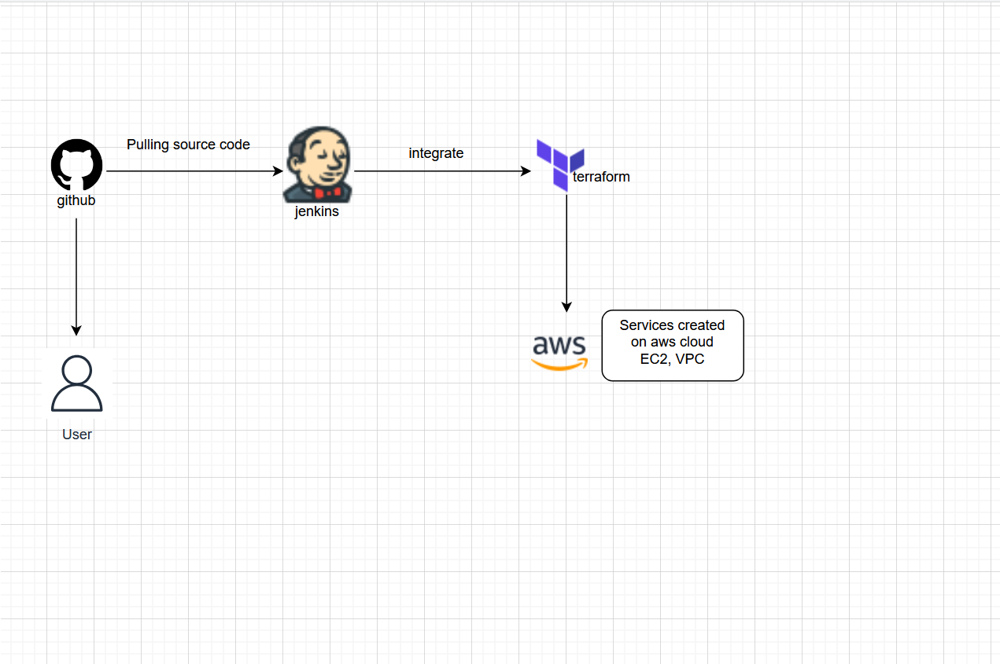 Pulling source code
integrate
github
jenkins
terraform
aws
Services created
on aws cloud
EC2, VPC
User